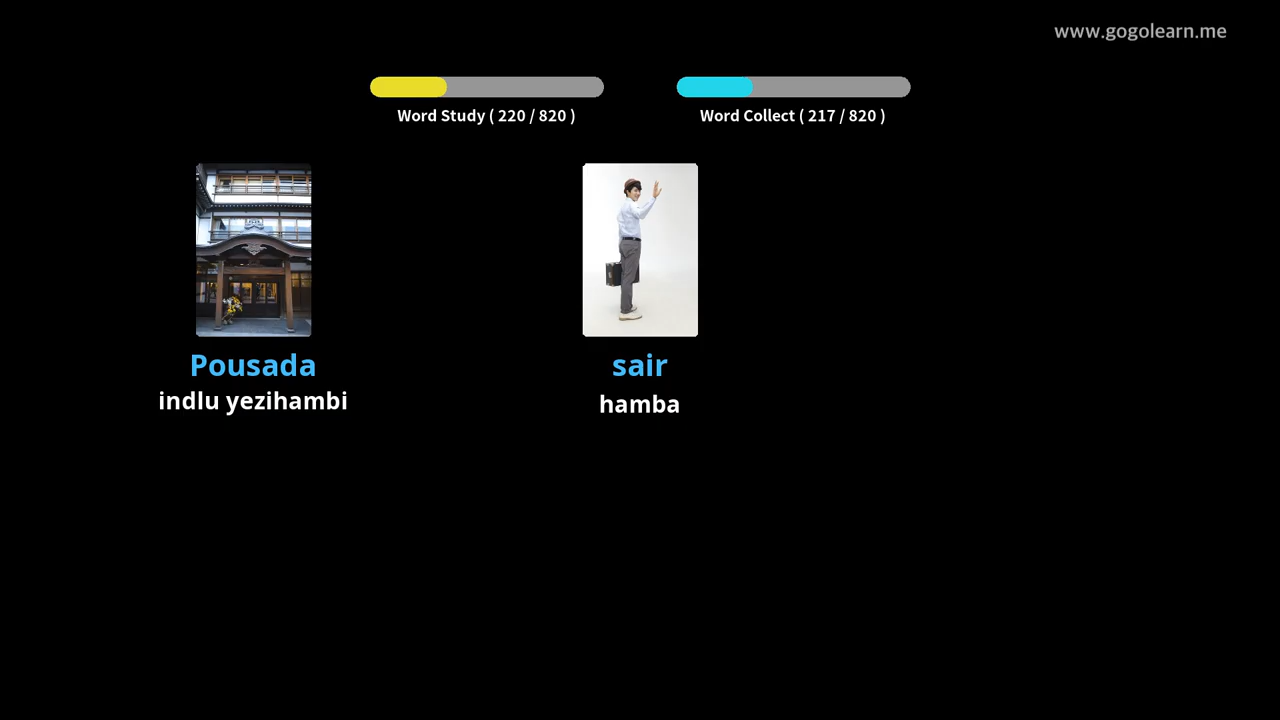 www.gogolearn.me
Word Study ( 220 / 820 )
Word Collect ( 217 / 820 )
Pousada
indlu yezihambi
sair
hamba